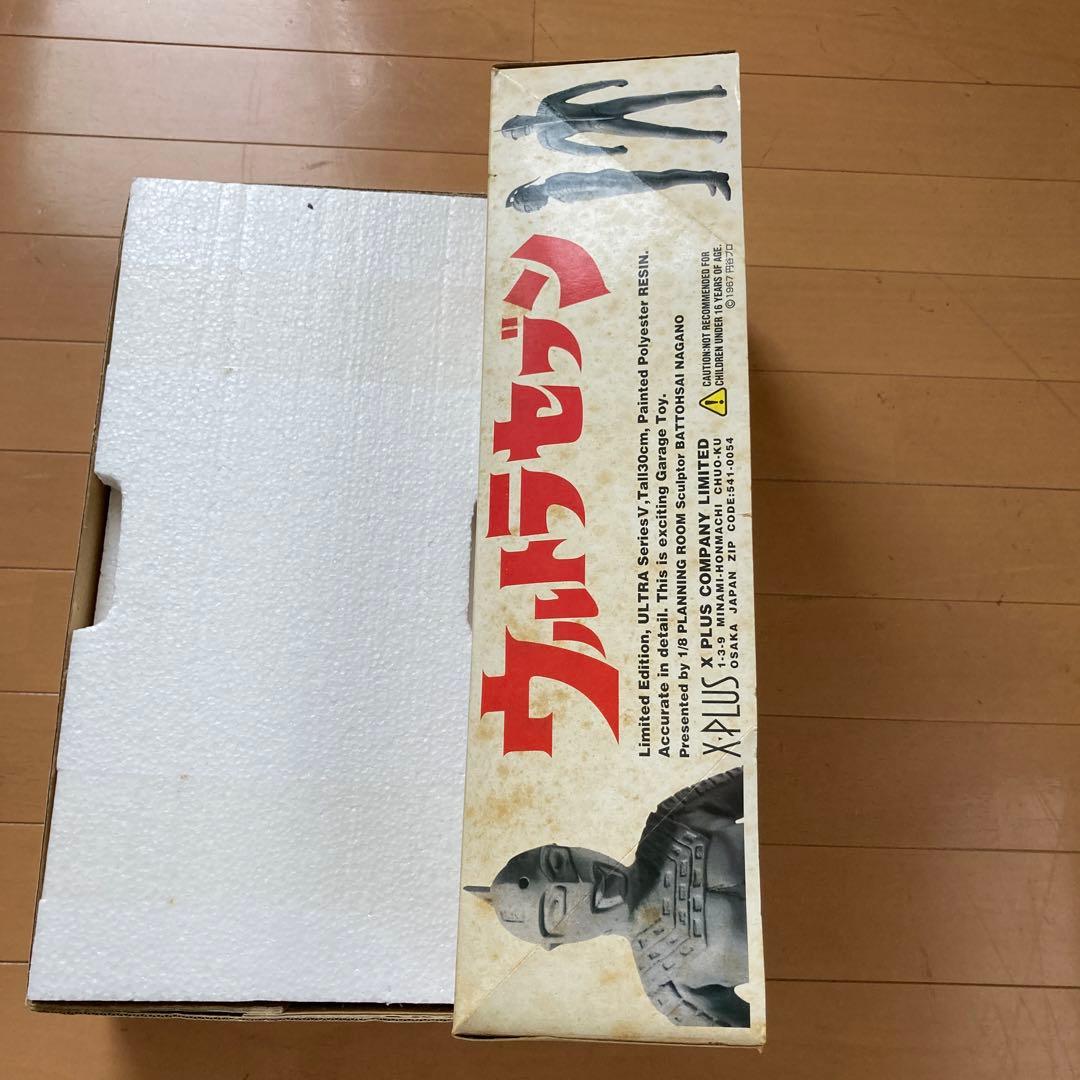 ウルトラセブン
Limited Edition, ULTRA SeriesV,Tall30cm, Painted Polyester RESIN.
Accurate in detail. This is exciting Garage Toy.
Presented by 1/8 PLANNING ROOM Sculptor BATTOHSAI NAGANO
X·PLUS
X PLUS COMPANY LIMITED
1-3-9 MINAMI-HONMACHI CHUO-KU
OSAKA JAPAN ZIP CODE:541-0054
CAUTION:NOT RECOMMENDED FOR
CHILDREN UNDER 16 YEARS OF AGE.
©1967 円谷プロ